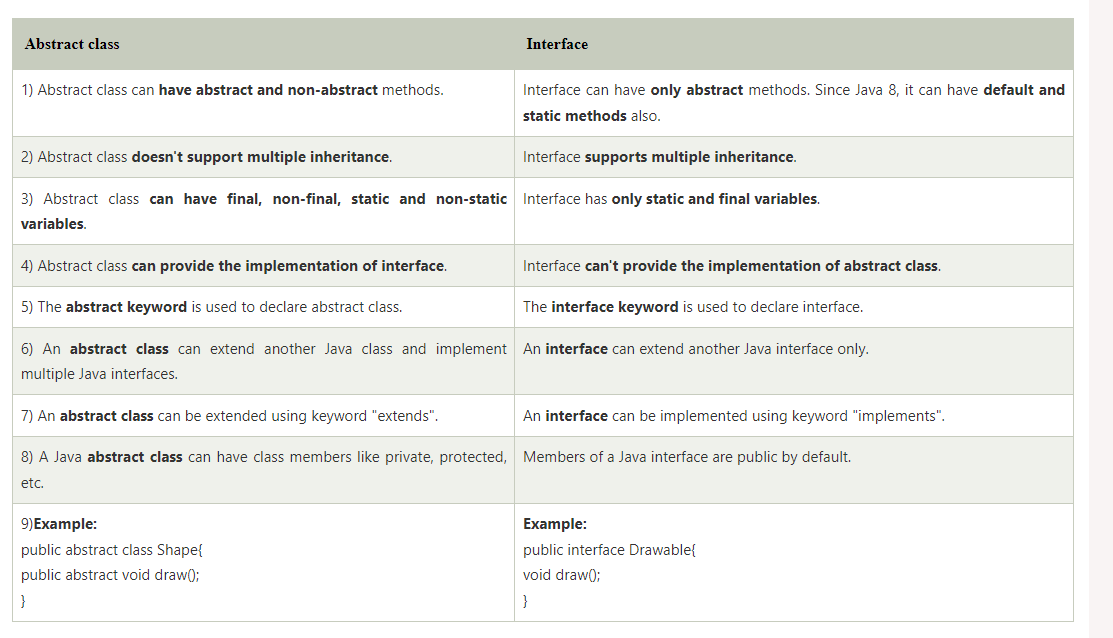 Abstract class
Interface
1) Abstract class can have abstract and non-abstract methods.
Interface can have only abstract methods. Since Java 8, it can have default and
static methods also.
2) Abstract class doesn't support multiple inheritance.
Interface supports multiple inheritance.
3) Abstract class can have final, non-final, static and non-static
variables.
Interface has only static and final variables.
4) Abstract class can provide the implementation of interface.
Interface can't provide the implementation of abstract class.
5) The abstract keyword is used to declare abstract class.
The interface keyword is used to declare interface.
6) An abstract class can extend another Java class and implement
multiple Java interfaces.
An interface can extend another Java interface only.
7) An abstract class can be extended using keyword "extends".
An interface can be implemented using keyword "implements".
8) A Java abstract class can have class members like private, protected,
etc.
Members of a Java interface are public by default.
9)Example:
public abstract class Shape{
public abstract void draw();
}
Example:
public interface Drawable{
void draw();
}